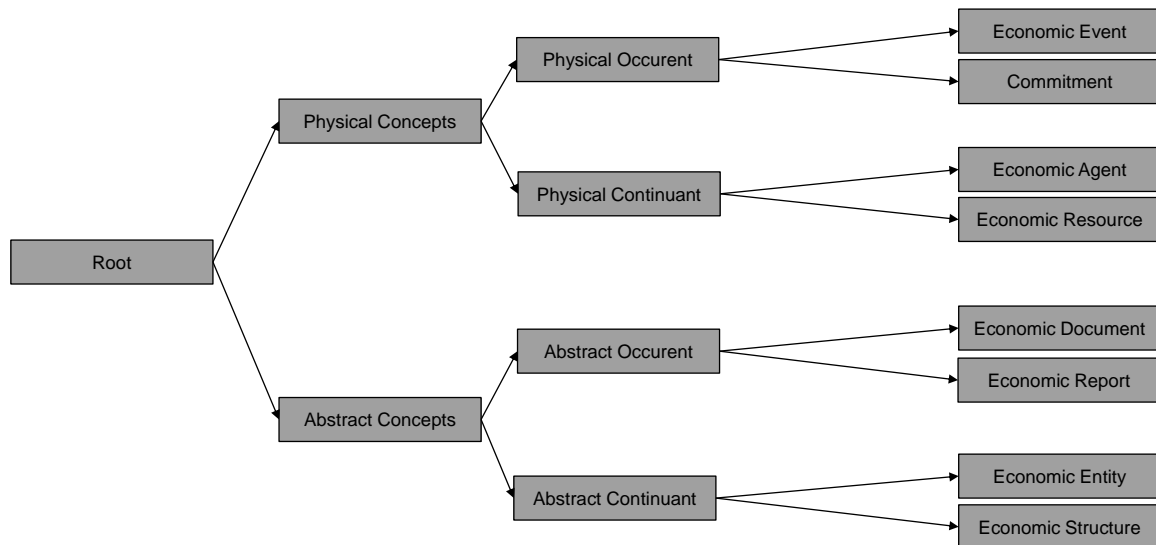 Economic Event
Physical Occurent
Commitment
Physical Concepts
Economic Agent
Physical Continuant
Economic Resource
Root
Economic Document
Abstract Occurent
Economic Report
Abstract Concepts
Economic Entity
Abstract Continuant
Economic Structure